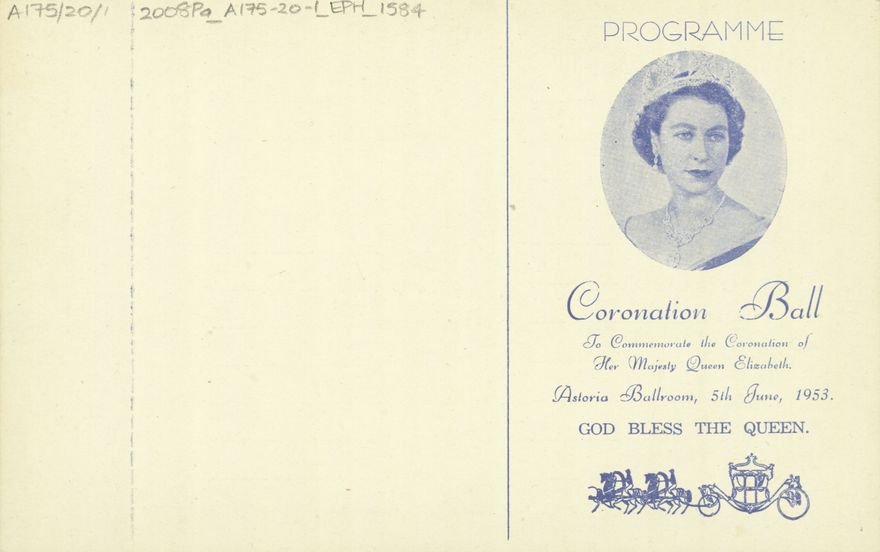 A175/20/1 2008Pa_A175-20-1_EPH_1584
PROGRAMME
Coronation Ball
To Commemorate the Coronation of
Her Majesty Queen Elizabeth.
Astoria Ballroom, 5th June, 1953.
GOD BLESS THE QUEEN.